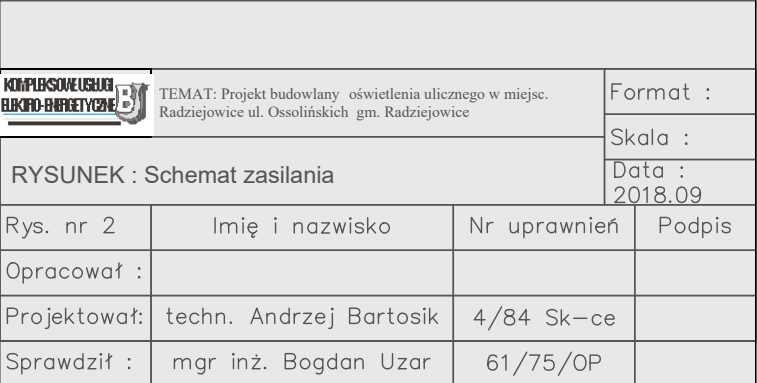 KOMPLEKSOWE USŁUGI
ELEKTRO-ENERGETYCZNE
BJ
TEMAT: Projekt budowlany oświetlenia ulicznego w miejsc.
Radziejowice ul. Ossolińskich gm. Radziejowice
Format :
Skala :
RYSUNEK : Schemat zasilania
Data :
2018.09
Rys. nr 2 Imię i nazwisko Nr uprawnień Podpis
Opracował :
Projektował: techn. Andrzej Bartosik 4/84 Sk-ce
Sprawdził : mgr inż. Bogdan Uzar 61/75/OP